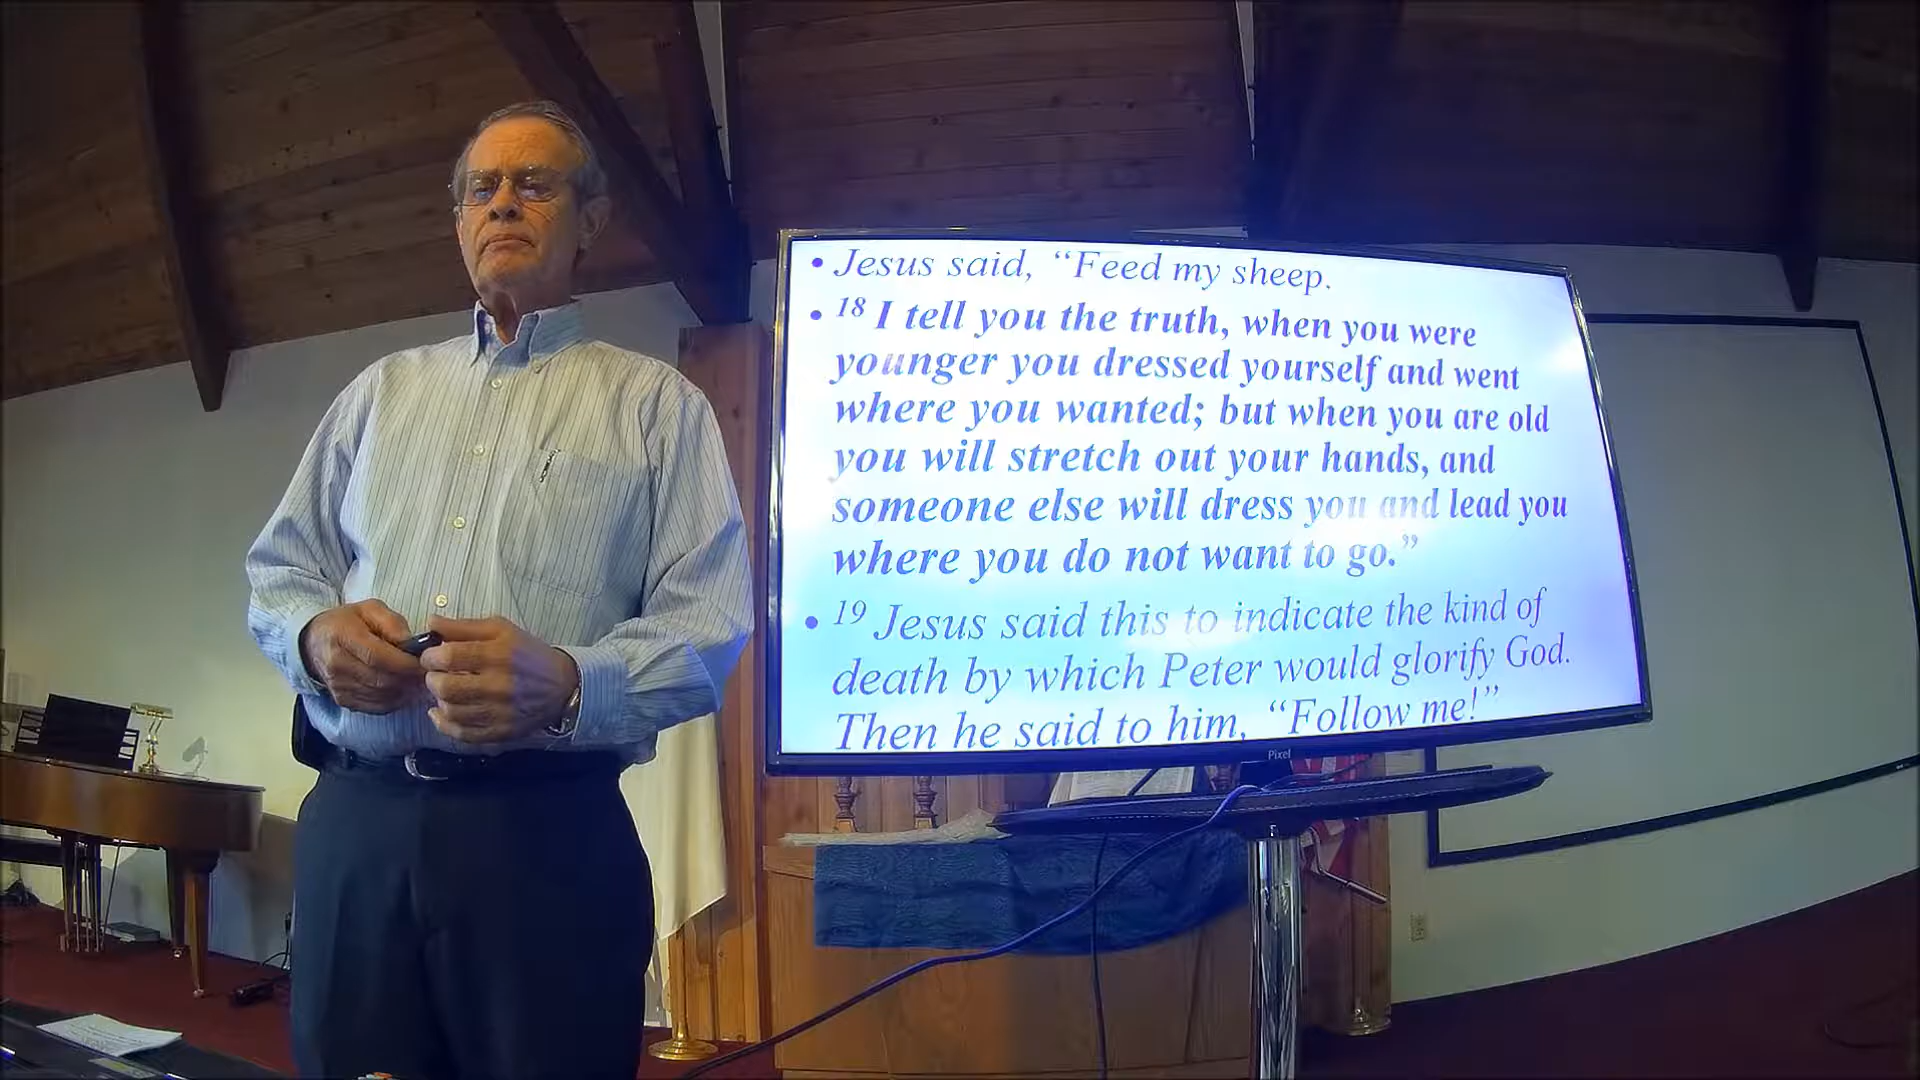 • Jesus said, “Feed my sheep.
• 18 I tell you the truth, when you were
younger you dressed yourself and went
where you wanted; but when you are old
you will stretch out your hands, and
someone else will dress you and lead you
where you do not want to go.”
• 19 Jesus said this to indicate the kind of
death by which Peter would glorify God.
Then he said to him, “Follow me!”
Pixel